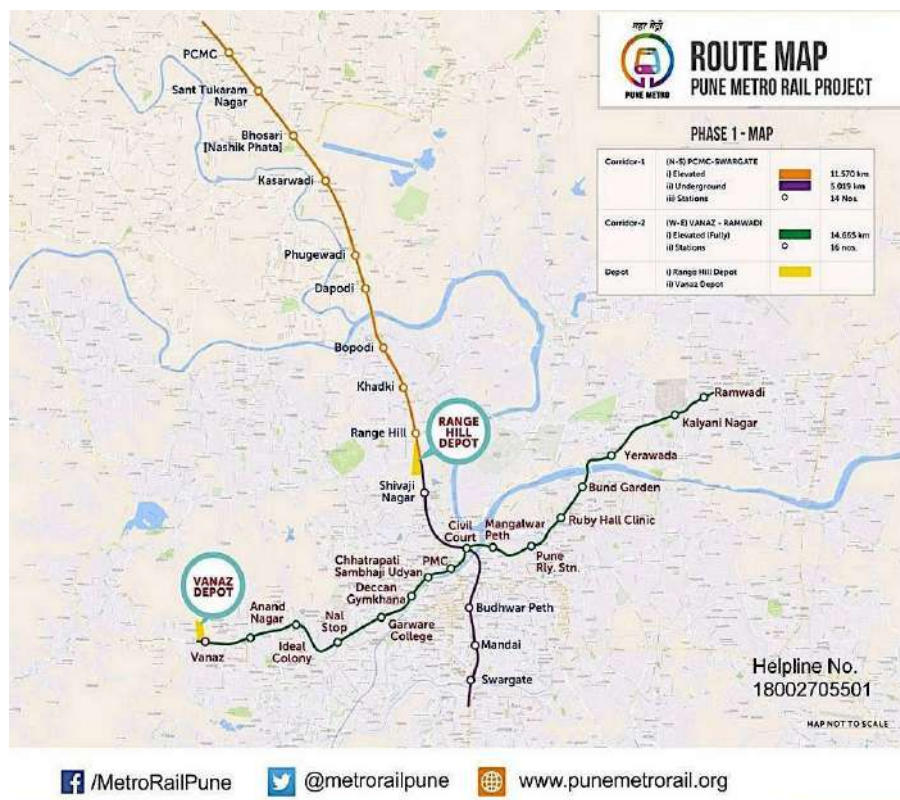 महा मेट्रो
PUNE METRO
ROUTE MAP
PUNE METRO RAIL PROJECT
PHASE 1 - MAP
Corridor-1 (N-S) PCMC-SWARGATE
i) Elevated 11.570 km
ii) Underground 5.019 km
iii) Stations 14 Nos.
Corridor-2 (W-E) VANAZ - RAMWADI
i) Elevated (Fully) 14.665 km
ii) Stations 16 nos.
Depot i) Range Hill Depot
ii) Vanaz Depot
PCMC
Sant Tukaram
Nagar
Bhosari
[Nashik Phata]
Kasarwadi
Phugewadi
Dapodi
Bopodi
Khadki
Range Hill
RANGE
HILL
DEPOT
Shivaji
Nagar
Ramwadi
Kalyani Nagar
Yerawada
Bund Garden
Ruby Hall Clinic
Pune
Rly. Stn.
Mangalwar
Peth
Civil
Court
PMC
Chhatrapati
Sambhaji Udyan
Deccan
Gymkhana
Garware
College
Nal
Stop
Ideal
Colony
Anand
Nagar
Vanaz
VANAZ
DEPOT
Budhwar Peth
Mandai
Swargate
Helpline No.
18002705501
MAP NOT TO SCALE
/MetroRailPune
@metrorailpune
www.punemetrorail.org